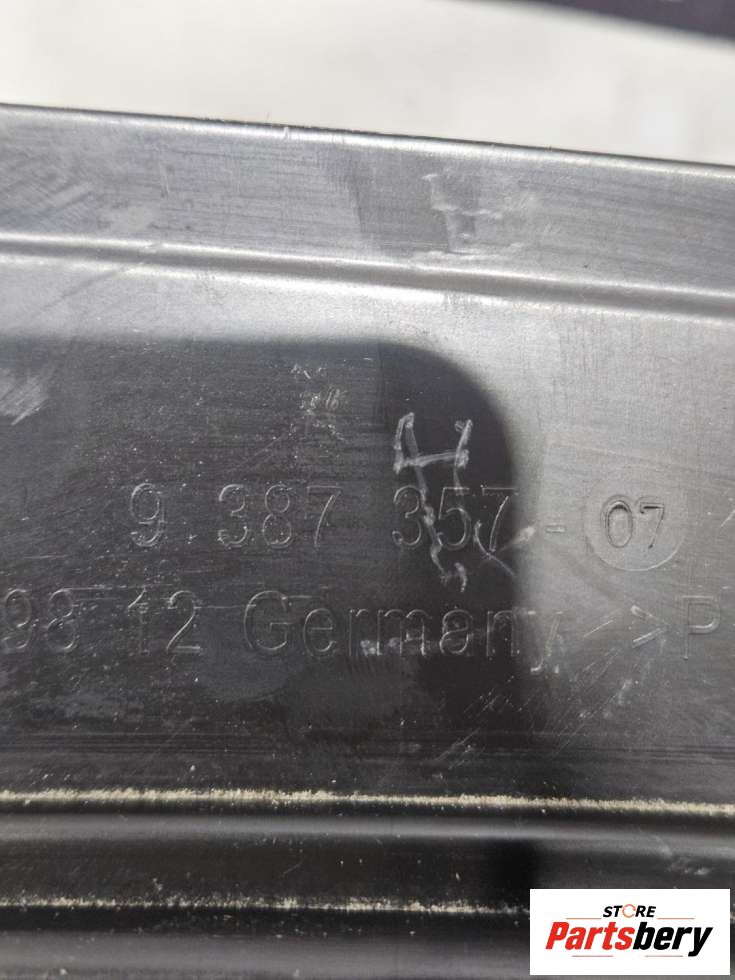 9 387 357-07
98 12 Germany >P
STORE
Partsbery